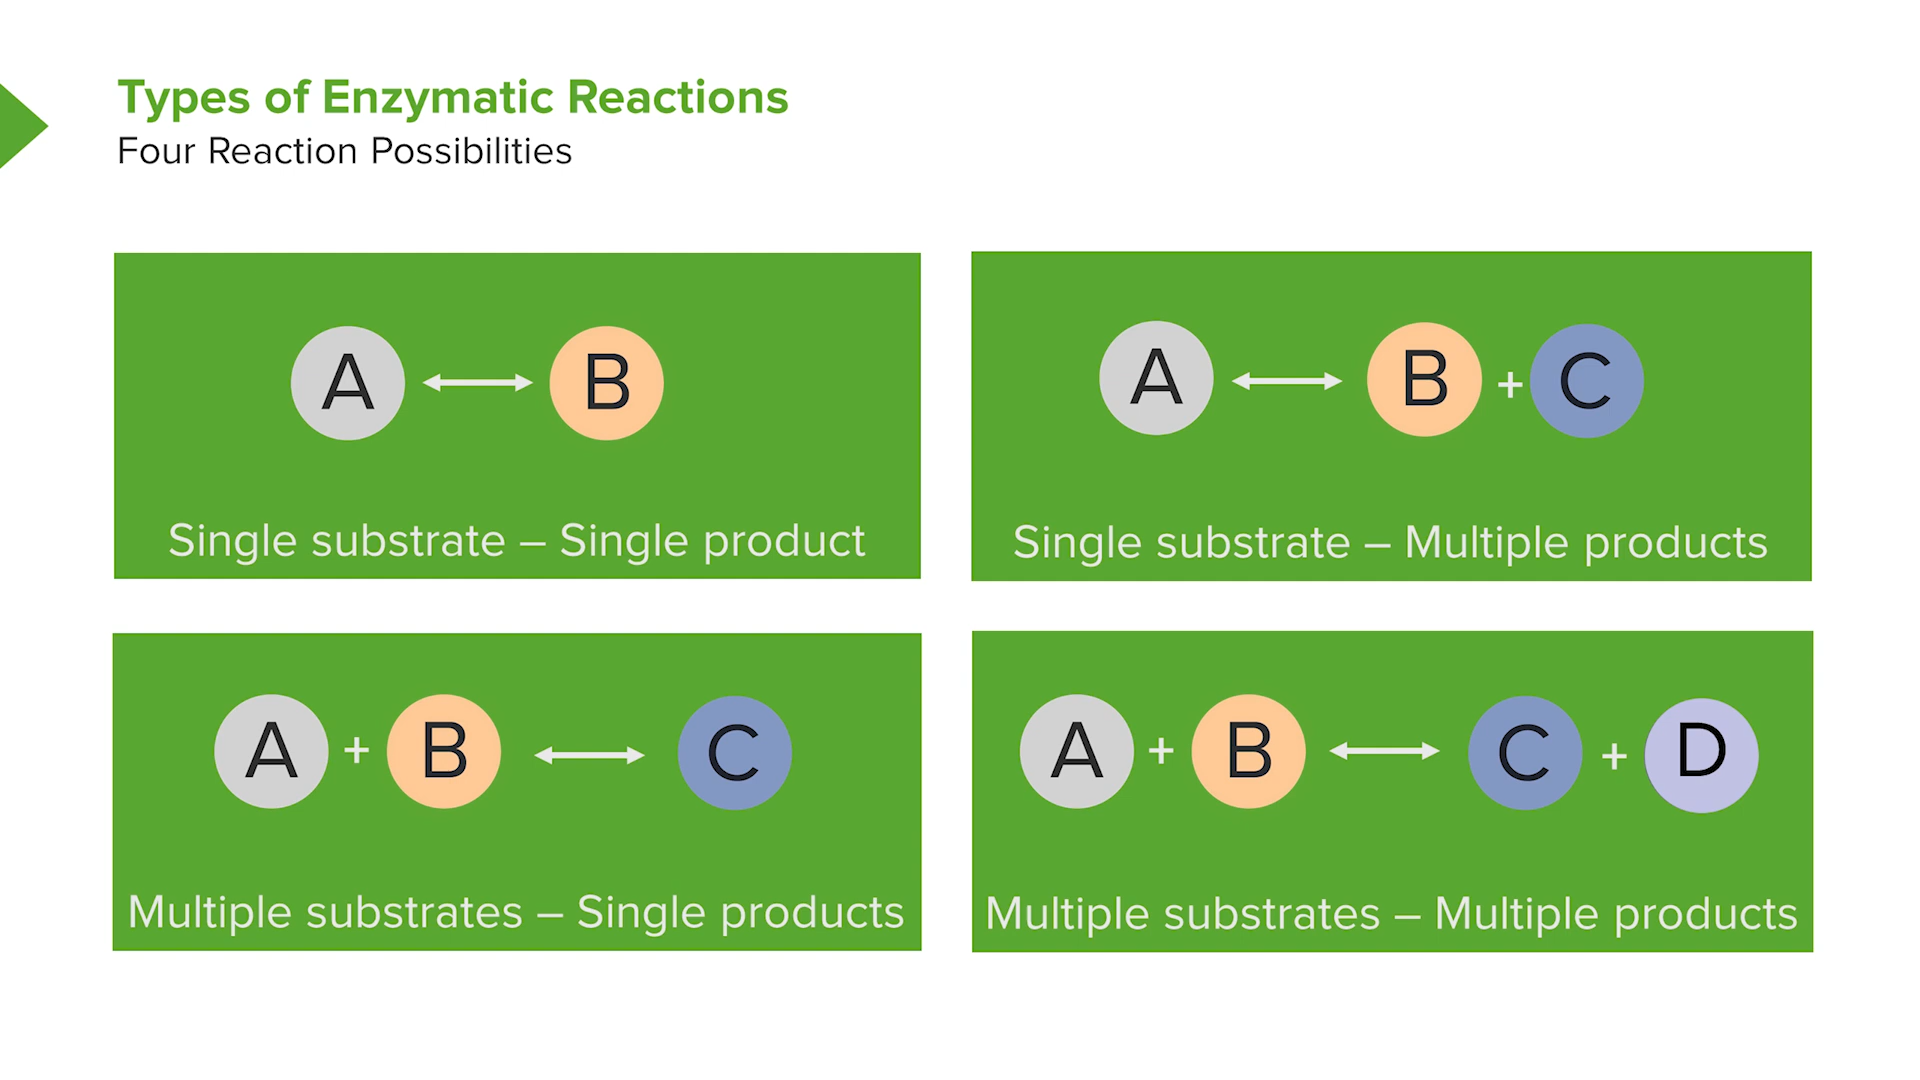 Types of Enzymatic Reactions
Four Reaction Possibilities
A ↔ B
Single substrate – Single product
A ↔ B + C
Single substrate – Multiple products
A + B ↔ C
Multiple substrates – Single products
A + B ↔ C + D
Multiple substrates – Multiple products